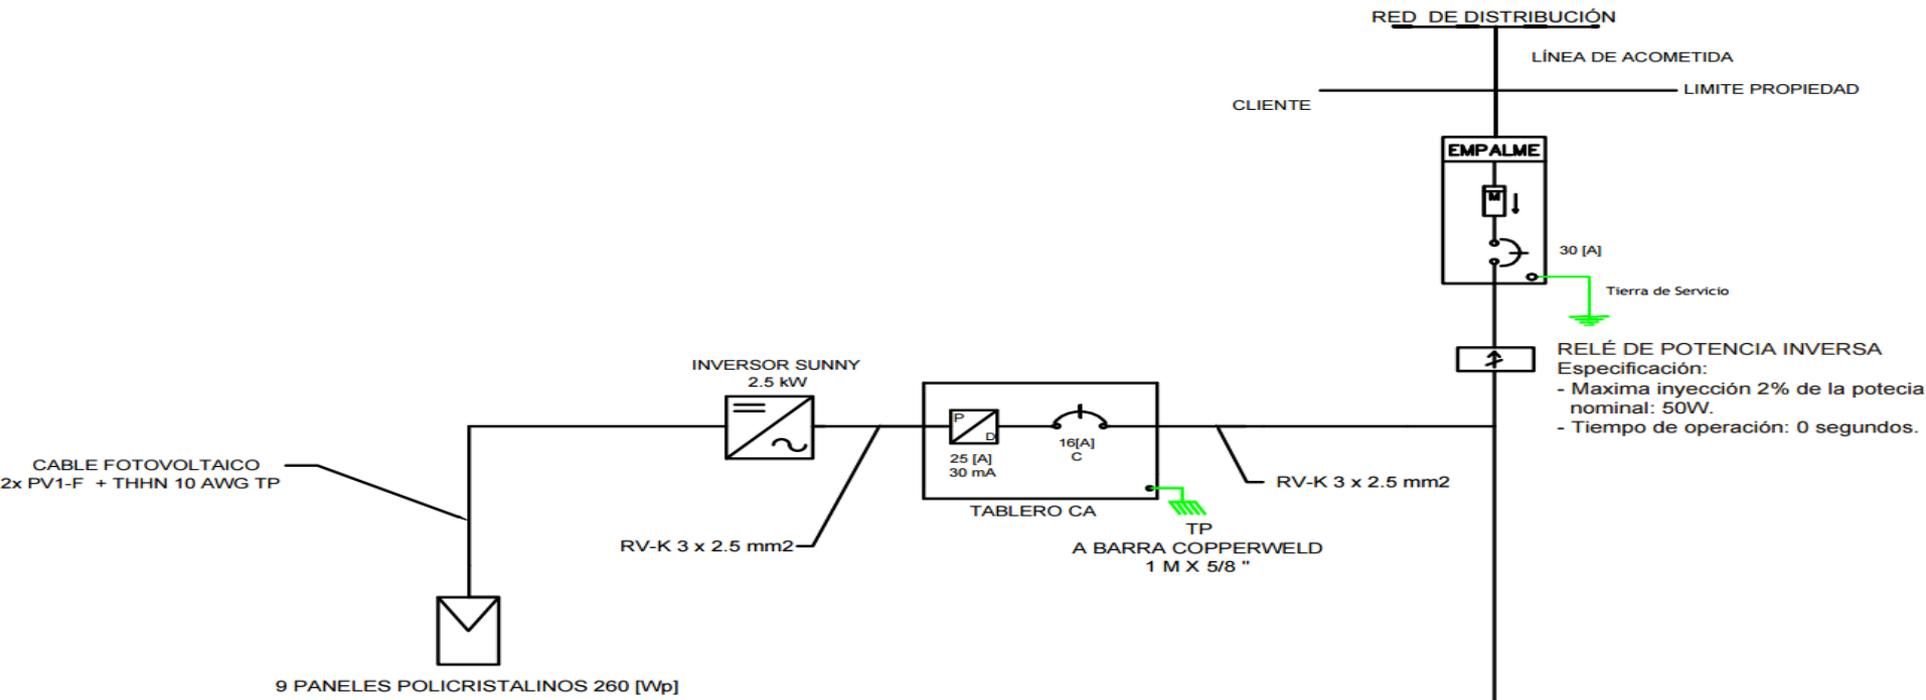 RED DE DISTRIBUCIÓN
LÍNEA DE ACOMETIDA
LIMITE PROPIEDAD
CLIENTE
EMPALME
M
30 [A]
Tierra de Servicio
RELÉ DE POTENCIA INVERSA
Especificación:
- Maxima inyección 2% de la potecia
nominal: 50W.
- Tiempo de operación: 0 segundos.
INVERSOR SUNNY
2.5 kW
P
D
25 [A]
30 mA
16[A]
C
TABLERO CA
RV-K 3 x 2.5 mm2
TP
A BARRA COPPERWELD
1 M X 5/8 "
RV-K 3 x 2.5 mm2
CABLE FOTOVOLTAICO
2x PV1-F + THHN 10 AWG TP
9 PANELES POLICRISTALINOS 260 [Wp]